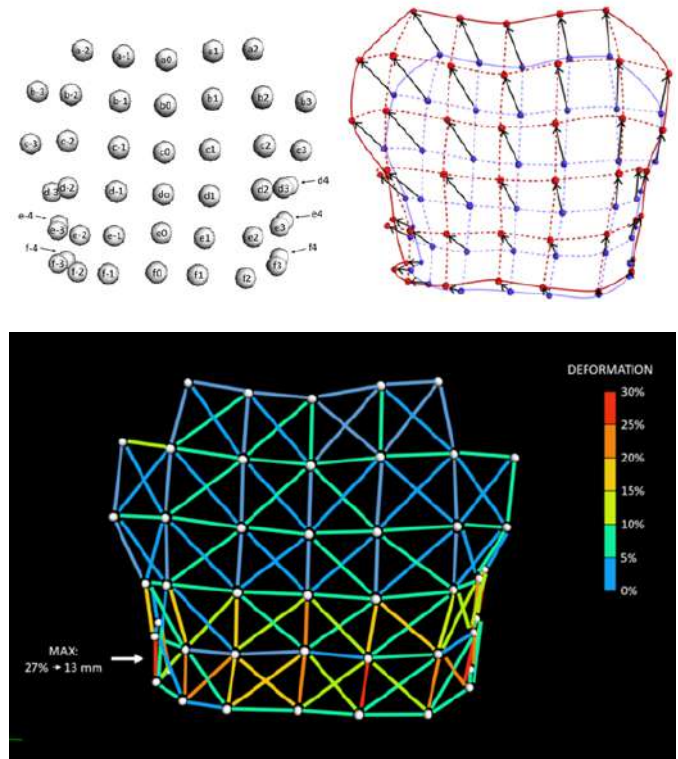 a-2 a-1 a0 a1 a2
b-3 b-2 b-1 b0 b1 b2 b3
c-3 c-2 c-1 c0 c1 c2 c3
d-3 d-2 d-1 do d1 d2 d3 d4
e-4 e-3 e-2 e-1 e0 e1 e2 e3 e4
f-4 f-3 f-2 f-1 f0 f1 f2 f3 f4
DEFORMATION
30%
25%
20%
15%
10%
5%
0%
MAX:
27% → 13 mm